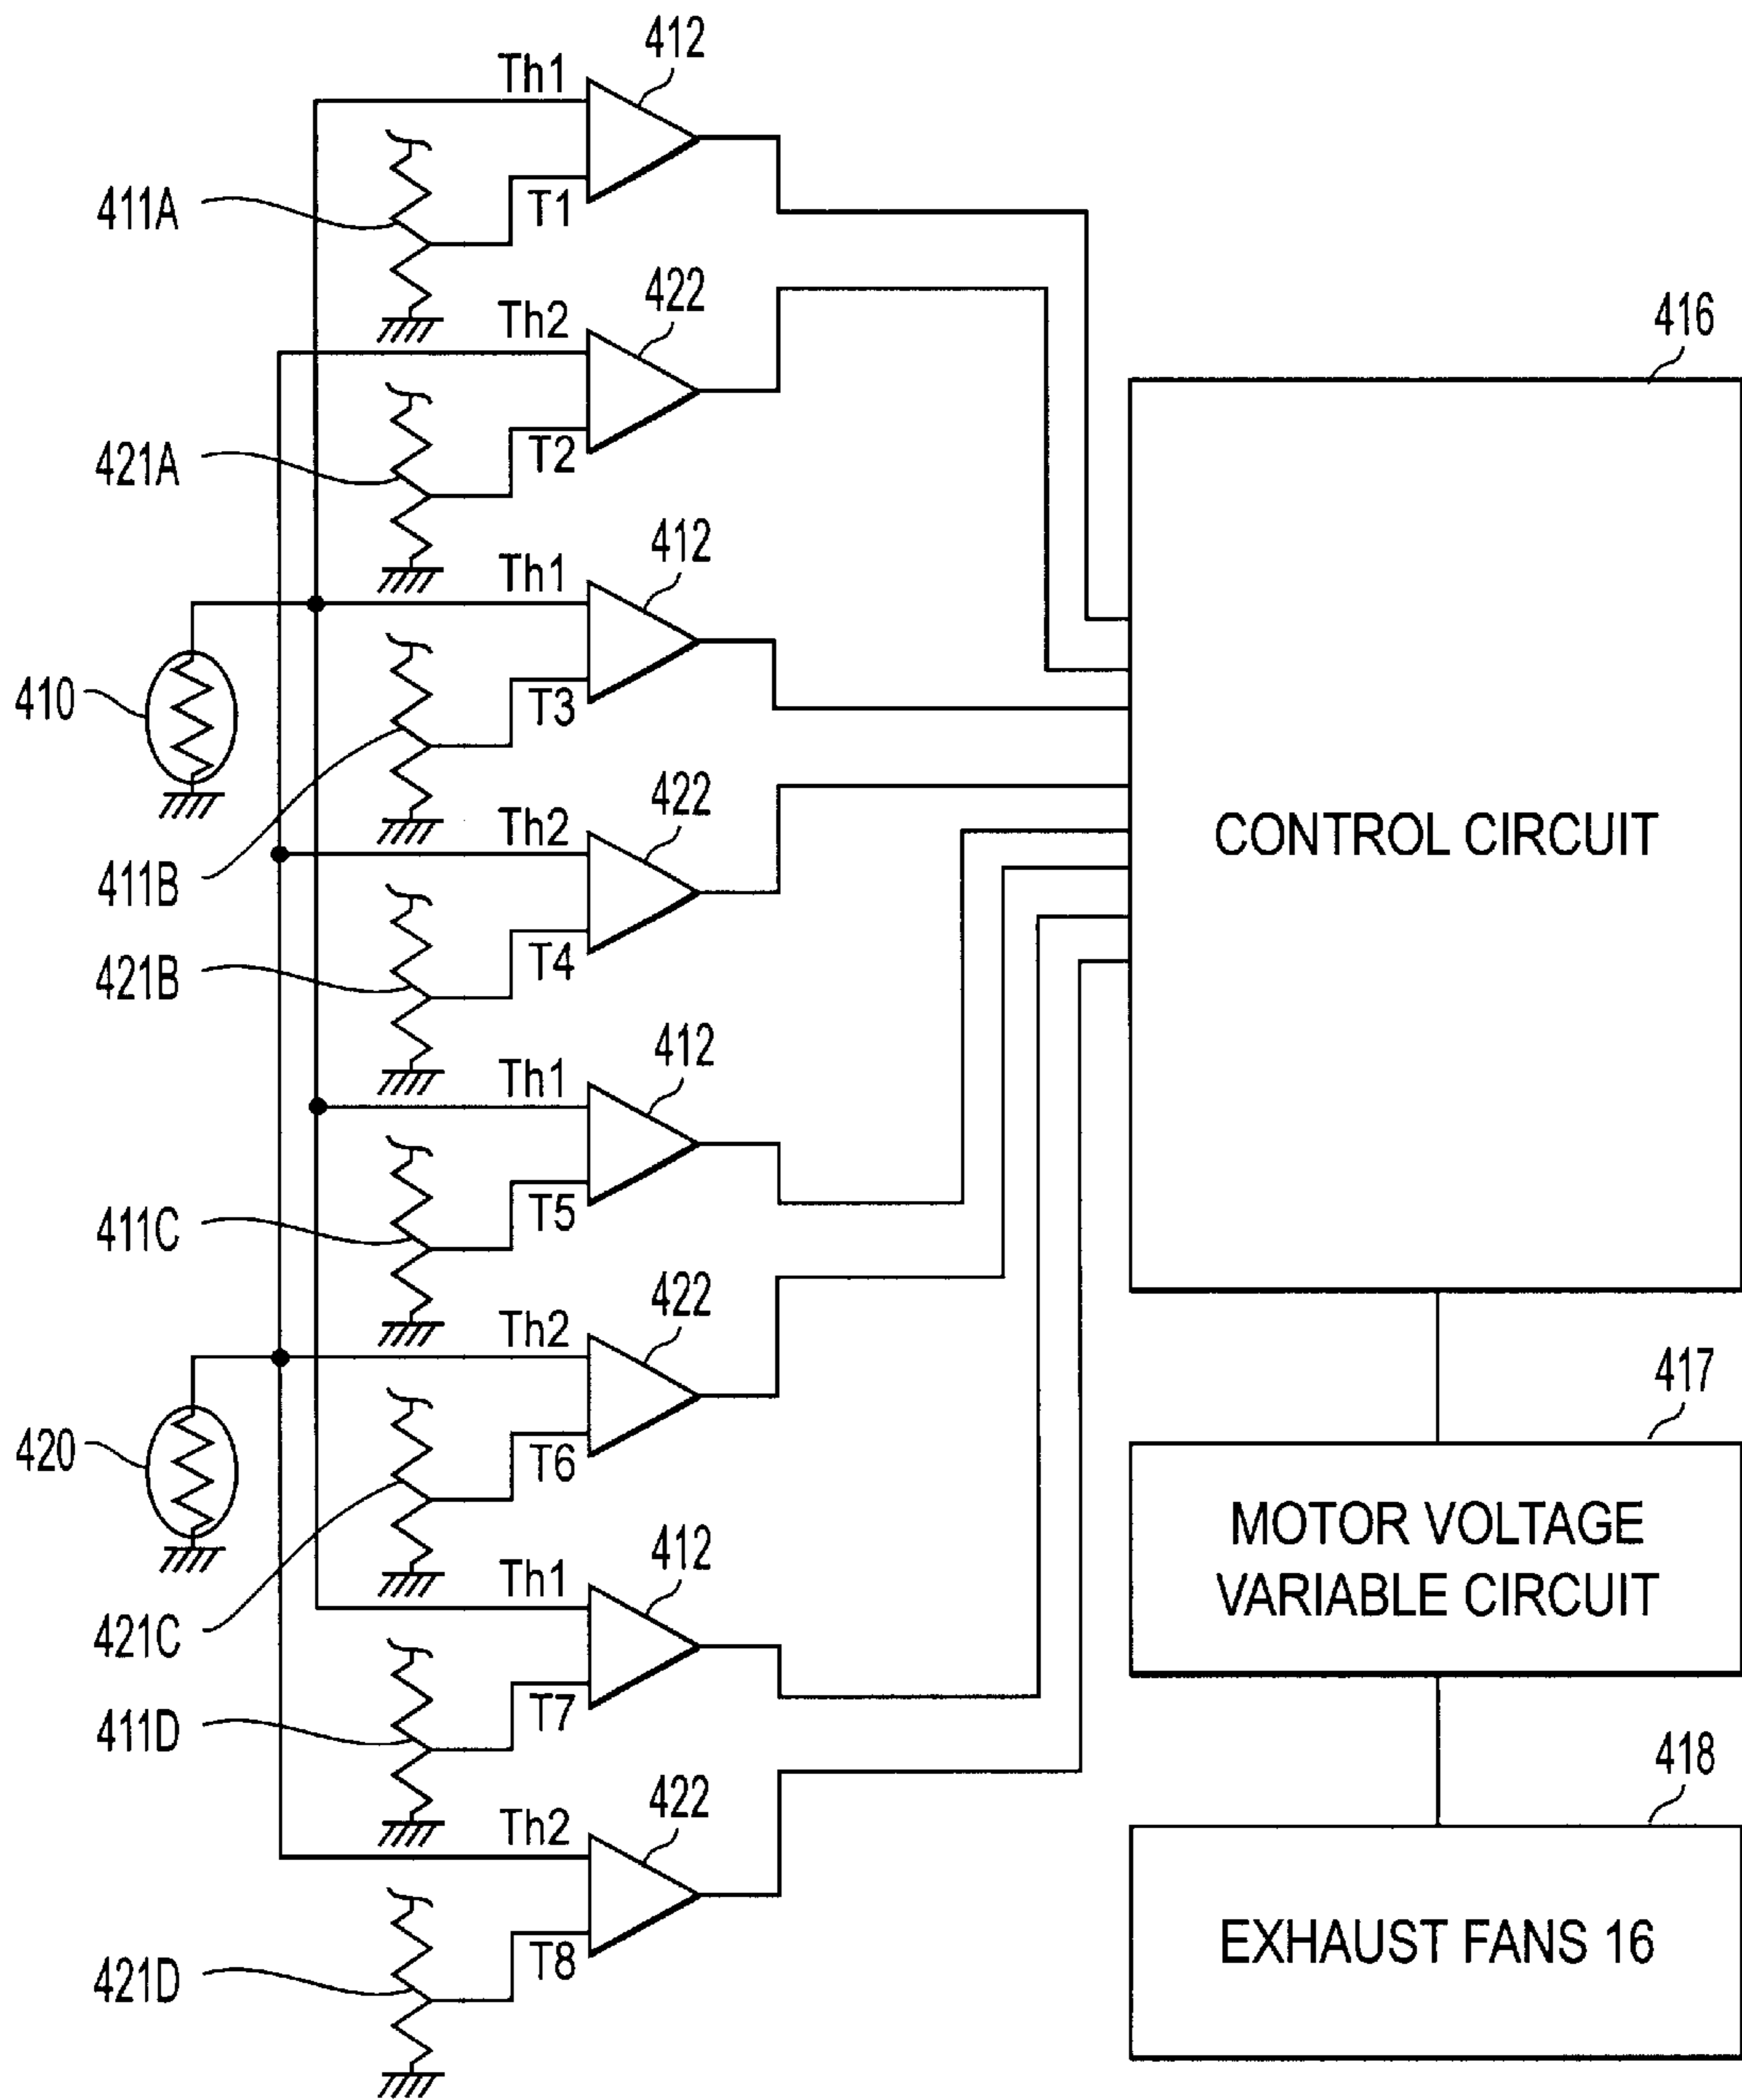 412
Th1
411A
T1
422
Th2
416
421A
T2
412
Th1
410
T3
422
Th2
CONTROL CIRCUIT
411B
421B
T4
412
Th1
411C
T5
422
Th2
417
420
T6
MOTOR VOLTAGE
VARIABLE CIRCUIT
412
Th1
421C
411D
T7
418
422
Th2
EXHAUST FANS 16
421D
T8